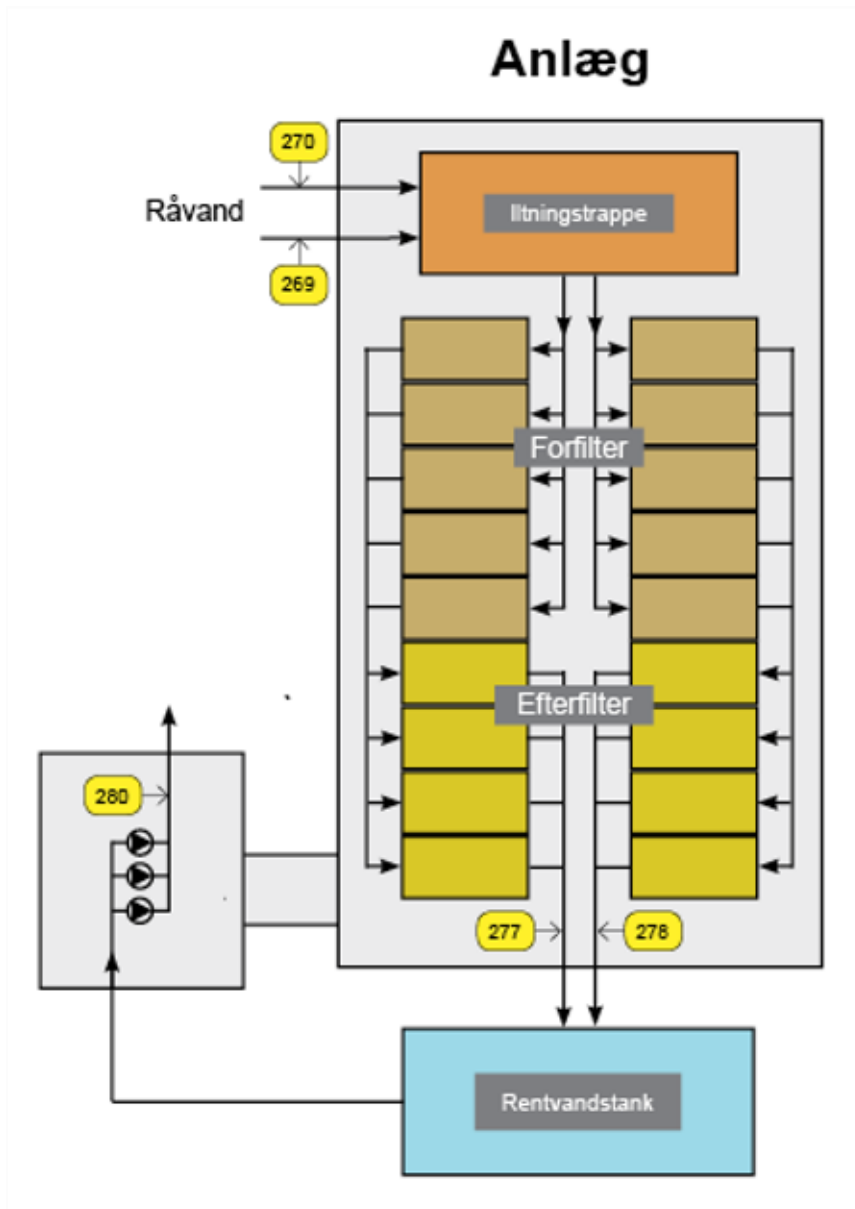 Anlæg
270
Råvand
Iltningstrappe
269
Forfilter
Efterfilter
280
277
278
Rentvandstank